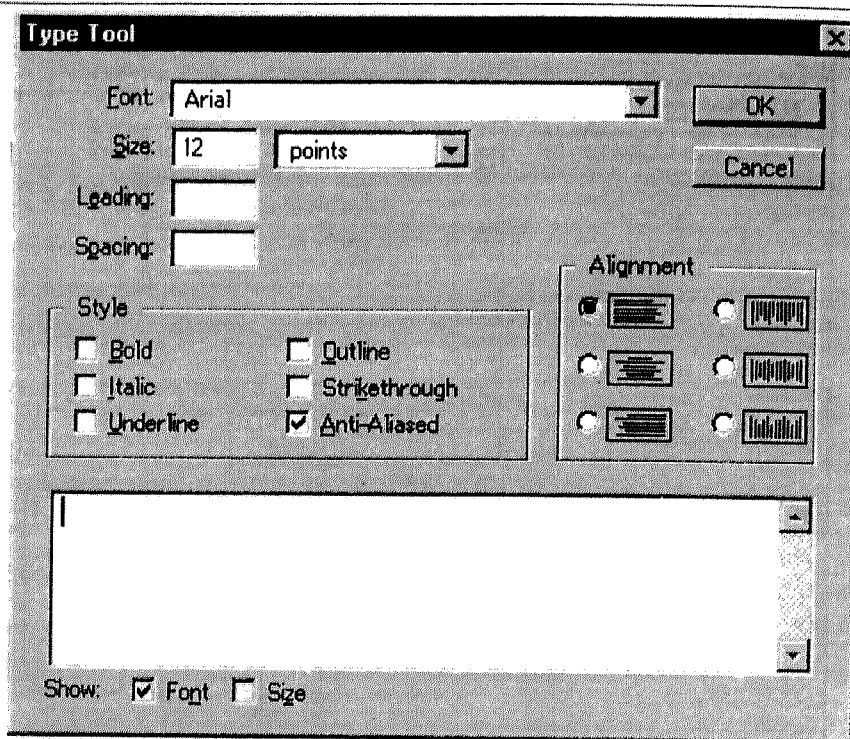 Type Tool
Font: Arial
OK
Size: 12 points
Cancel
Leading:
Spacing:
Alignment
Style
Bold
Outline
Italic
Strikethrough
Underline
Anti-Aliased
Show: Font Size